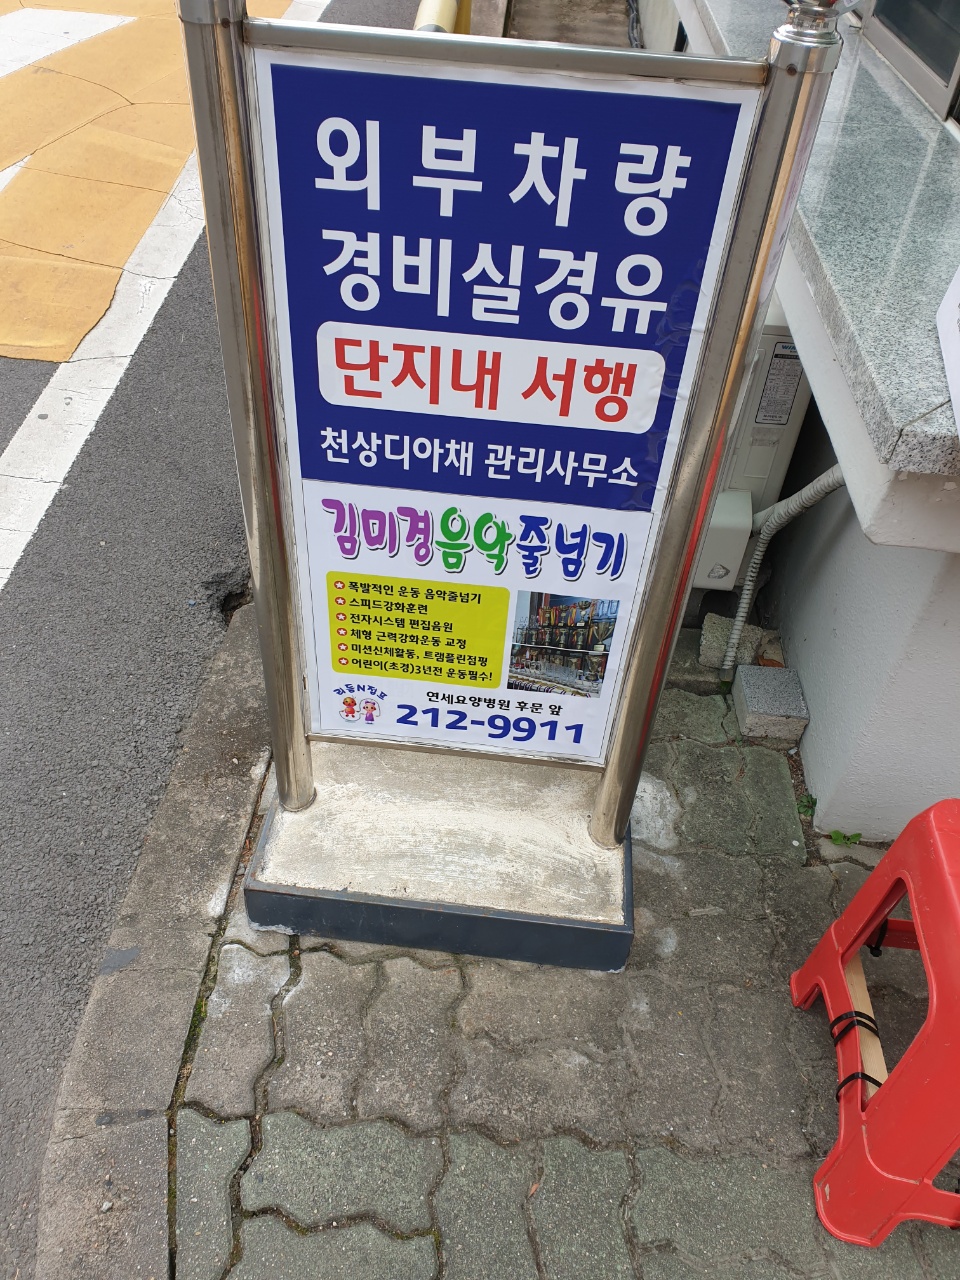 외부차량
경비실경유
단지내 서행
천상디아채 관리사무소
김미경음악줄넘기
폭발적인 운동 음악줄넘기
스피드강화훈련
전자시스템 편집음원
체형 근력강화운동 교정
미션신체활동, 트램플린점핑
어린이(초경)3년전 운동필수!
리듬N점프
연세요양병원 후문 앞
212-9911